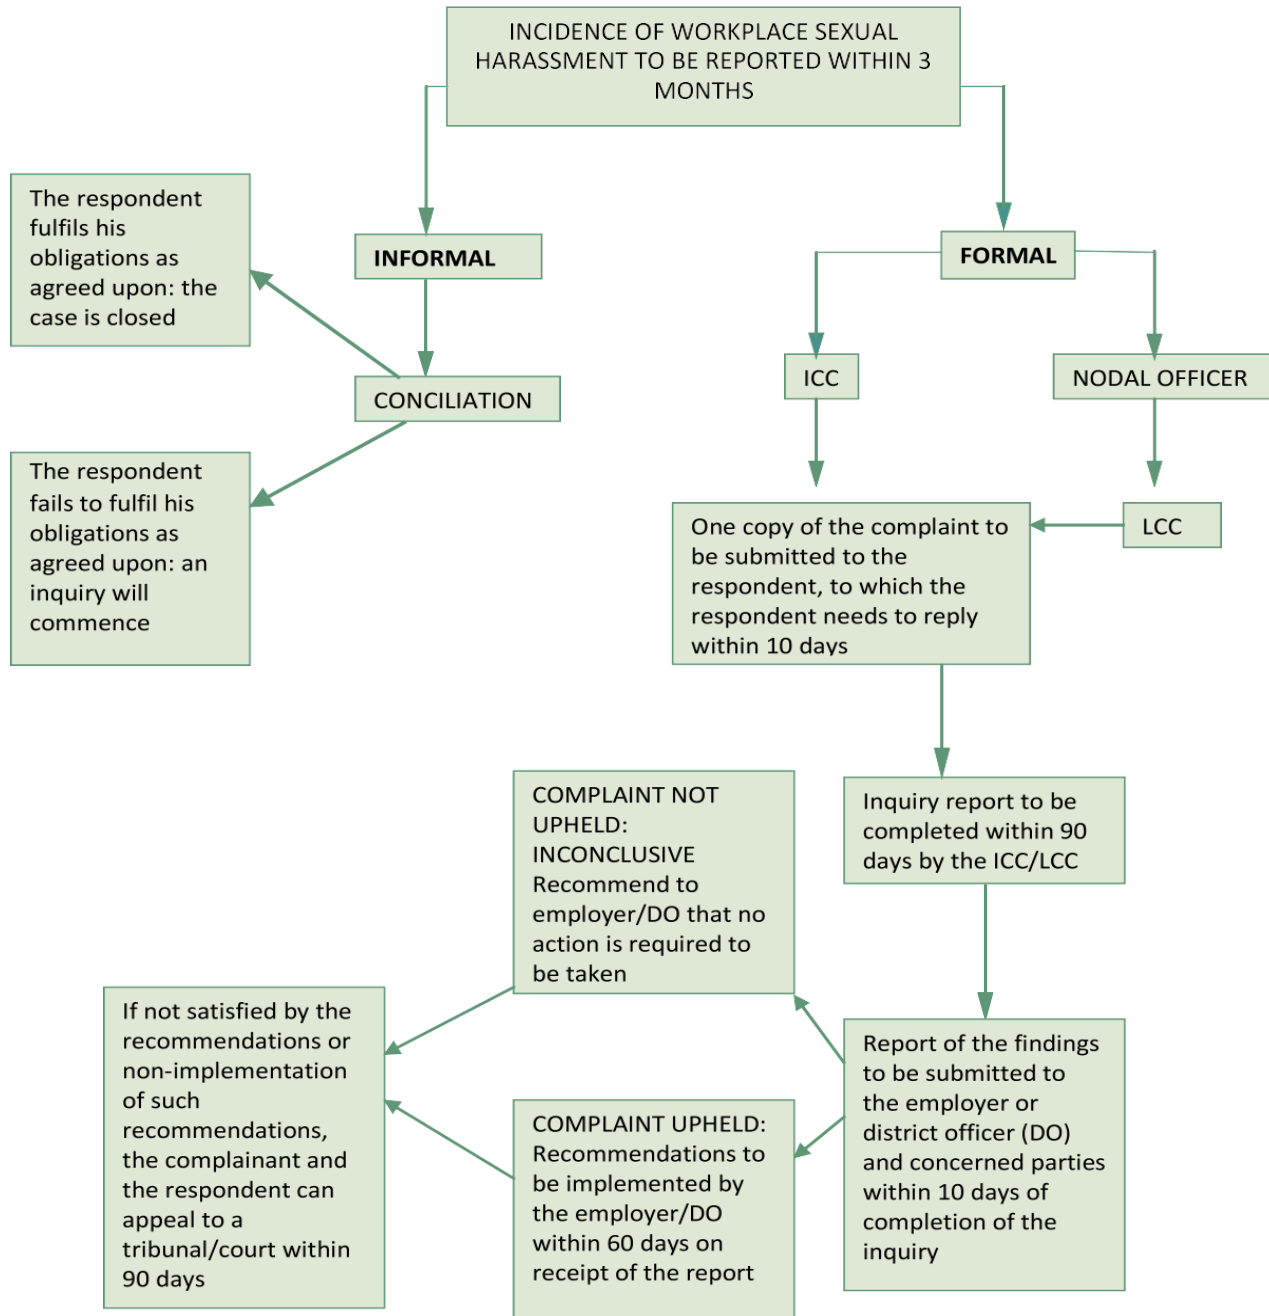 INCIDENCE OF WORKPLACE SEXUAL
HARASSMENT TO BE REPORTED WITHIN 3
MONTHS
The respondent
fulfils his
obligations as
agreed upon: the
case is closed
INFORMAL
FORMAL
CONCILIATION
ICC
NODAL OFFICER
The respondent
fails to fulfil his
obligations as
agreed upon: an
inquiry will
commence
One copy of the complaint to
be submitted to the
respondent, to which the
respondent needs to reply
within 10 days
LCC
Inquiry report to be
completed within 90
days by the ICC/LCC
COMPLAINT NOT
UPHELD:
INCONCLUSIVE
Recommend to
employer/DO that no
action is required to
be taken
Report of the findings
to be submitted to
the employer or
district officer (DO)
and concerned parties
within 10 days of
completion of the
inquiry
COMPLAINT UPHELD:
Recommendations to
be implemented by
the employer/DO
within 60 days on
receipt of the report
If not satisfied by the
recommendations or
non-implementation
of such
recommendations,
the complainant and
the respondent can
appeal to a
tribunal/court within
90 days